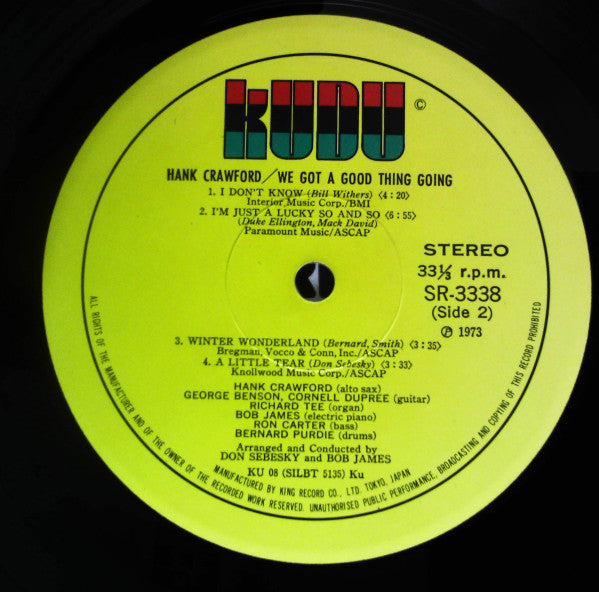 KUDU ©
HANK CRAWFORD/WE GOT A GOOD THING GOING
1. I DON'T KNOW (Bill Withers) (4:20)
Interior Music Corp./BMI
2. I'M JUST A LUCKY SO AND SO (6:55)
(Duke Ellington, Mack David)
Paramount Music/ASCAP
STEREO
33⅓ r.p.m.
SR-3338
(Side 2)
Ⓟ 1973
3. WINTER WONDERLAND (Bernard, Smith) (3:35)
Bregman, Vocco & Conn, Inc./ASCAP
4. A LITTLE TEAR (Don Sebesky) (3:33)
Knollwood Music Corp./ASCAP
HANK CRAWFORD (alto sax)
GEORGE BENSON, CORNELL DUPREE (guitar)
RICHARD TEE (organ)
BOB JAMES (electric piano)
RON CARTER (bass)
BERNARD PURDIE (drums)
Arranged and Conducted by
DON SEBESKY and BOB JAMES
KU 08 (SILBT 5135) Ku
MANUFACTURED BY KING RECORD CO., LTD. TOKYO, JAPAN
ALL RIGHTS OF THE MANUFACTURER AND OF THE OWNER OF THE RECORDED WORK RESERVED. UNAUTHORISED PUBLIC PERFORMANCE, BROADCASTING AND COPYING OF THIS RECORD PROHIBITED